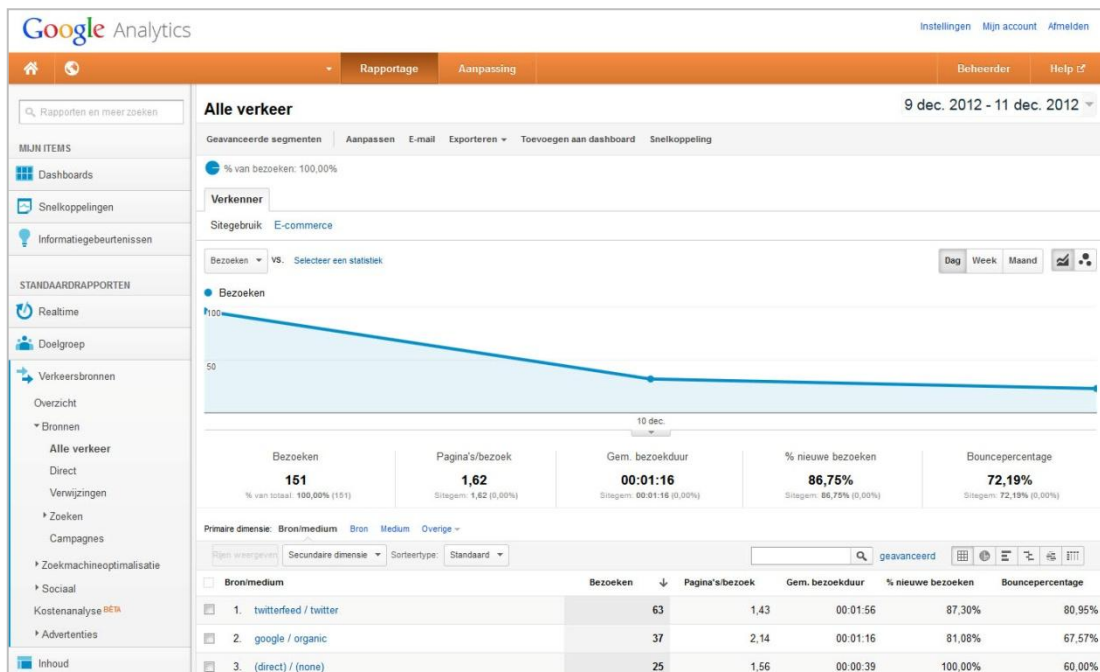 Google Analytics
Instellingen Mijn account Afmelden
Rapportage Aanpassing Beheerder Help
Rapporten en meer zoeken
MIJN ITEMS
Dashboards
Snelkoppelingen
Informatiegebeurtenissen
STANDAARDRAPPORTEN
Realtime
Doelgroep
Verkeersbronnen
Overzicht
Bronnen
Alle verkeer
Direct
Verwijzingen
Zoeken
Campagnes
Zoekmachineoptimalisatie
Sociaal
Kostenanalyse BÈTA
Advertenties
Inhoud
Alle verkeer
9 dec. 2012 - 11 dec. 2012
Geavanceerde segmenten Aanpassen E-mail Exporteren Toevoegen aan dashboard Snelkoppeling
% van bezoeken: 100,00%
Verkenner
Sitegebruik E-commerce
Bezoeken VS. Selecteer een statistiek
Dag Week Maand
Bezoeken
100
50
10 dec.
Bezoeken Pagina's/bezoek Gem. bezoekduur % nieuwe bezoeken Bouncepercentage
151 1,62 00:01:16 86,75% 72,19%
% van totaal: 100,00% (151) Sitegem: 1,62 (0,00%) Sitegem: 00:01:16 (0,00%) Sitegem: 86,75% (0,00%) Sitegem: 72,19% (0,00%)
Primaire dimensie: Bron/medium Bron Medium Overige
Rijen weergeven Secundaire dimensie Sorteertype: Standaard geavanceerd
Bron/medium Bezoeken Pagina's/bezoek Gem. bezoekduur % nieuwe bezoeken Bouncepercentage
1. twitterfeed / twitter 63 1,43 00:01:56 87,30% 80,95%
2. google / organic 37 2,14 00:01:16 81,08% 67,57%
3. (direct) / (none) 25 1,56 00:00:39 100,00% 60,00%